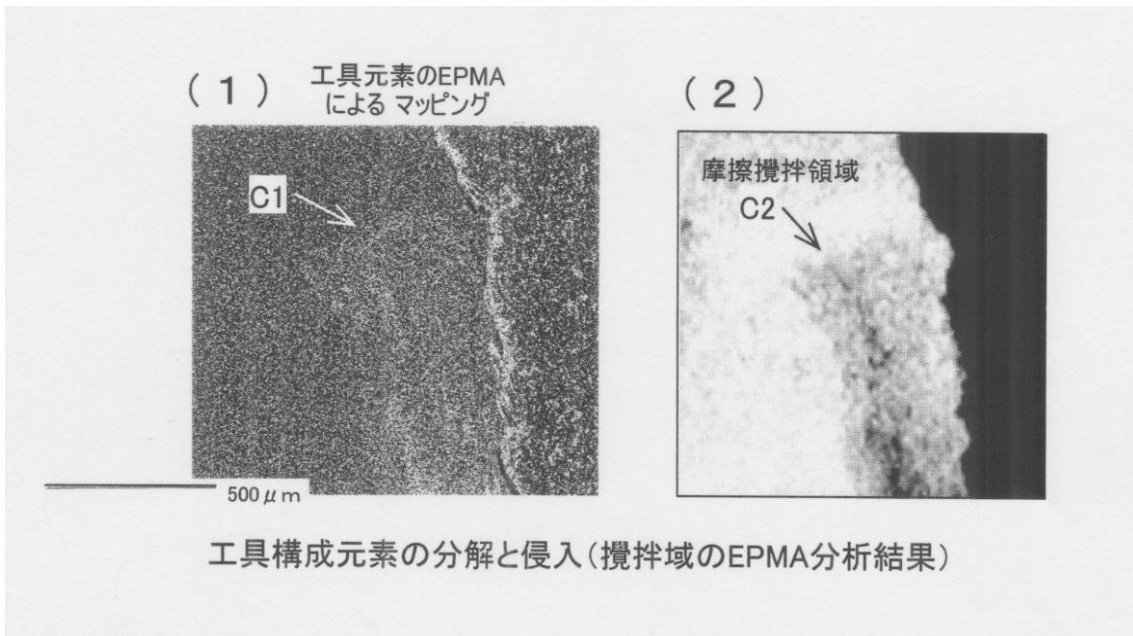 (1)
工具元素のEPMA
による マッピング
C1
500μm
(2)
摩擦攪拌領域
C2
工具構成元素の分解と侵入(攪拌域のEPMA分析結果)